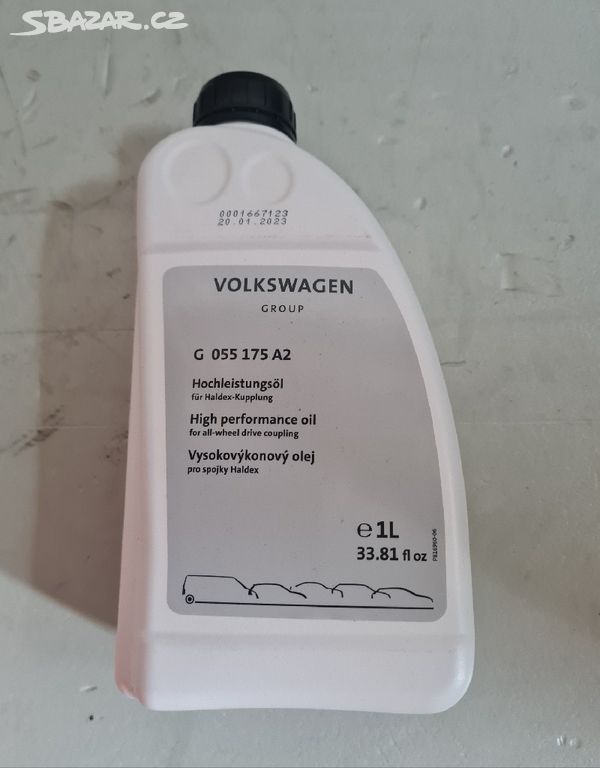 SBAZAR.CZ
0001667123
20.01.2023
VOLKSWAGEN
GROUP
G 055 175 A2
Hochleistungsöl
für Haldex-Kupplung
High performance oil
for all-wheel drive coupling
Vysokovýkonový olej
pro spojky Haldex
℮ 1L
33.81 fl oz